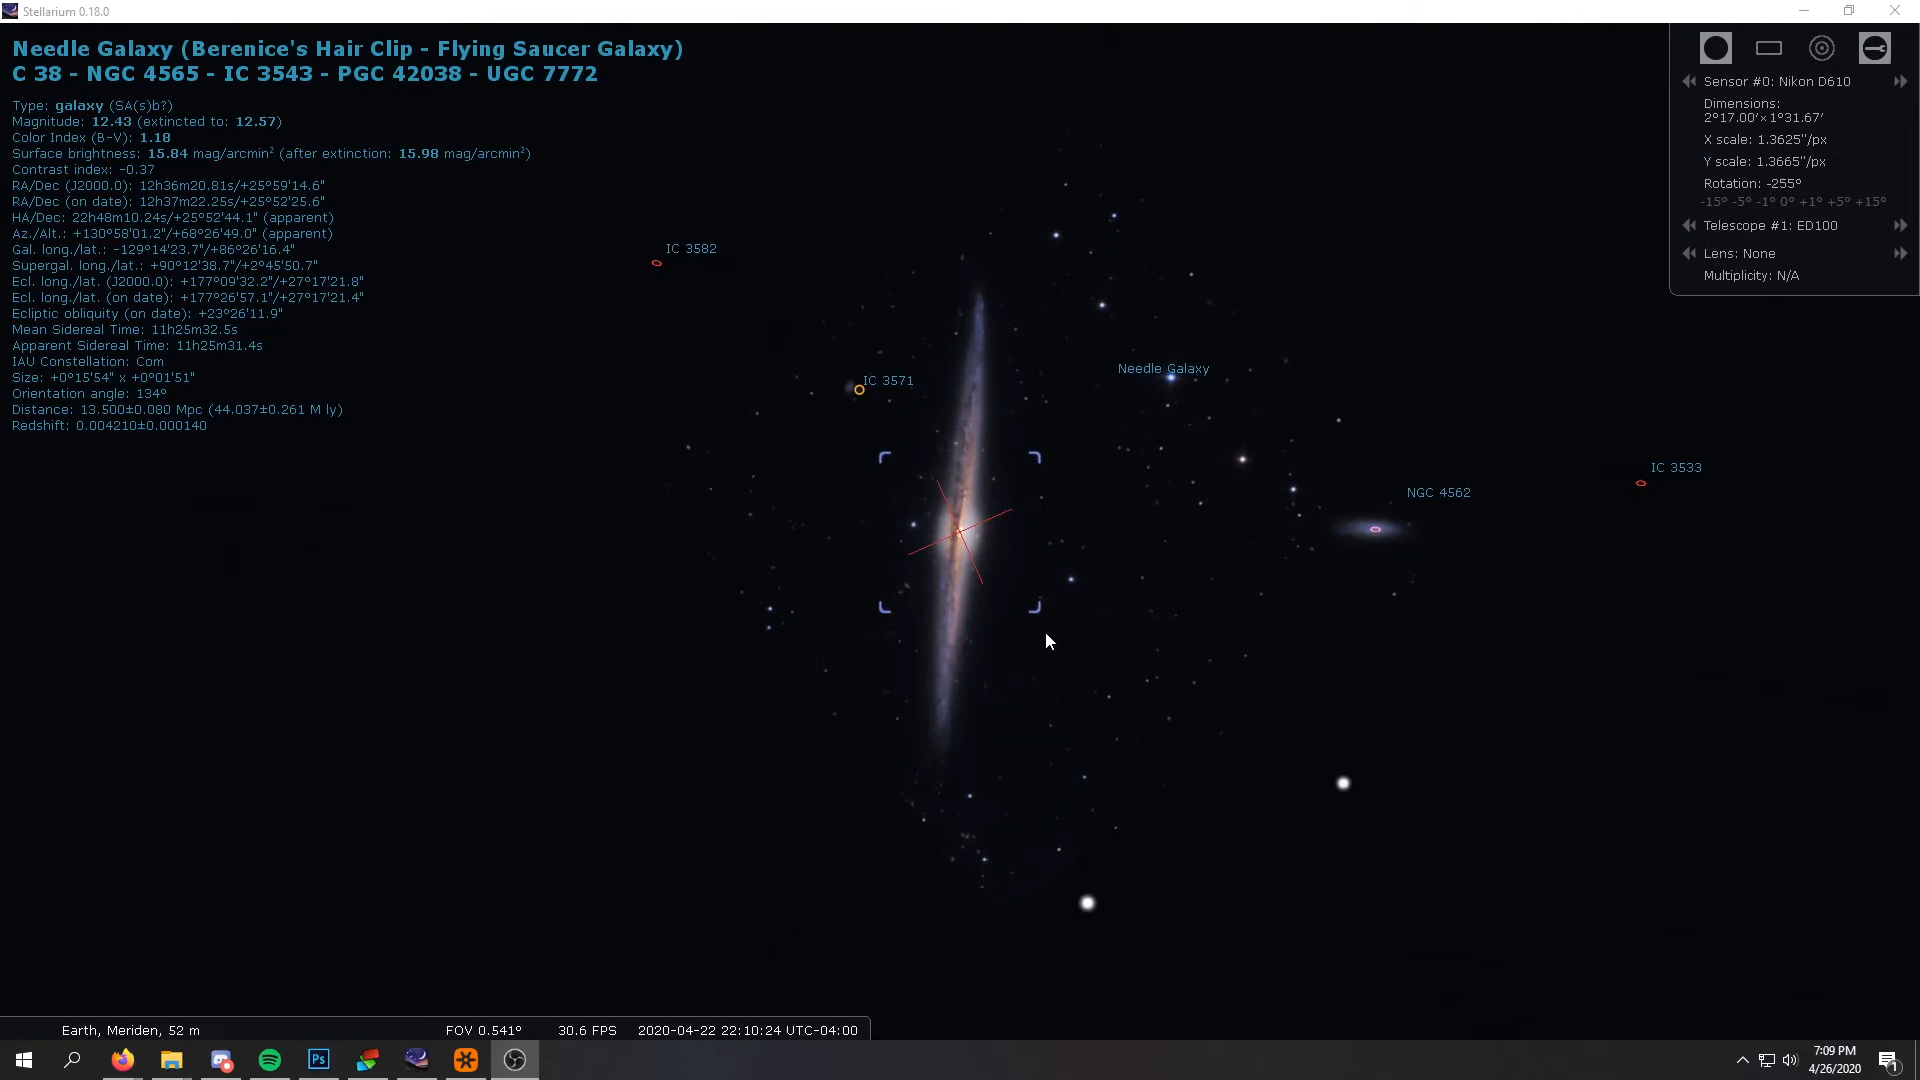 Stellarium 0.18.0
Needle Galaxy (Berenice's Hair Clip - Flying Saucer Galaxy)
C 38 - NGC 4565 - IC 3543 - PGC 42038 - UGC 7772
Type: galaxy (SA(s)b?)
Magnitude: 12.43 (extincted to: 12.57)
Color Index (B-V): 1.18
Surface brightness: 15.84 mag/arcmin² (after extinction: 15.98 mag/arcmin²)
Contrast index: -0.37
RA/Dec (J2000.0): 12h36m20.81s/+25°59'14.6"
RA/Dec (on date): 12h37m22.25s/+25°52'25.6"
HA/Dec: 22h48m10.24s/+25°52'44.1" (apparent)
Az./Alt.: +130°58'01.2"/+68°26'49.0" (apparent)
Gal. long./lat.: -129°14'23.7"/+86°26'16.4"
Supergal. long./lat.: +90°12'38.7"/+2°45'50.7"
Ecl. long./lat. (J2000.0): +177°09'32.2"/+27°17'21.8"
Ecl. long./lat. (on date): +177°26'57.1"/+27°17'21.4"
Ecliptic obliquity (on date): +23°26'11.9"
Mean Sidereal Time: 11h25m32.5s
Apparent Sidereal Time: 11h25m31.4s
IAU Constellation: Com
Size: +0°15'54" x +0°01'51"
Orientation angle: 134°
Distance: 13.500±0.080 Mpc (44.037±0.261 M ly)
Redshift: 0.004210±0.000140
Sensor #0: Nikon D610
Dimensions:
2°17.00′×1°31.67′
X scale: 1.3625"/px
Y scale: 1.3665"/px
Rotation: -255°
-15° -5° -1° 0° +1° +5° +15°
Telescope #1: ED100
Lens: None
Multiplicity: N/A
IC 3582
IC 3571
Needle Galaxy
IC 3533
NGC 4562
Earth, Meriden, 52 m
FOV 0.541°
30.6 FPS
2020-04-22 22:10:24 UTC-04:00
Ps
7:09 PM
4/26/2020
1